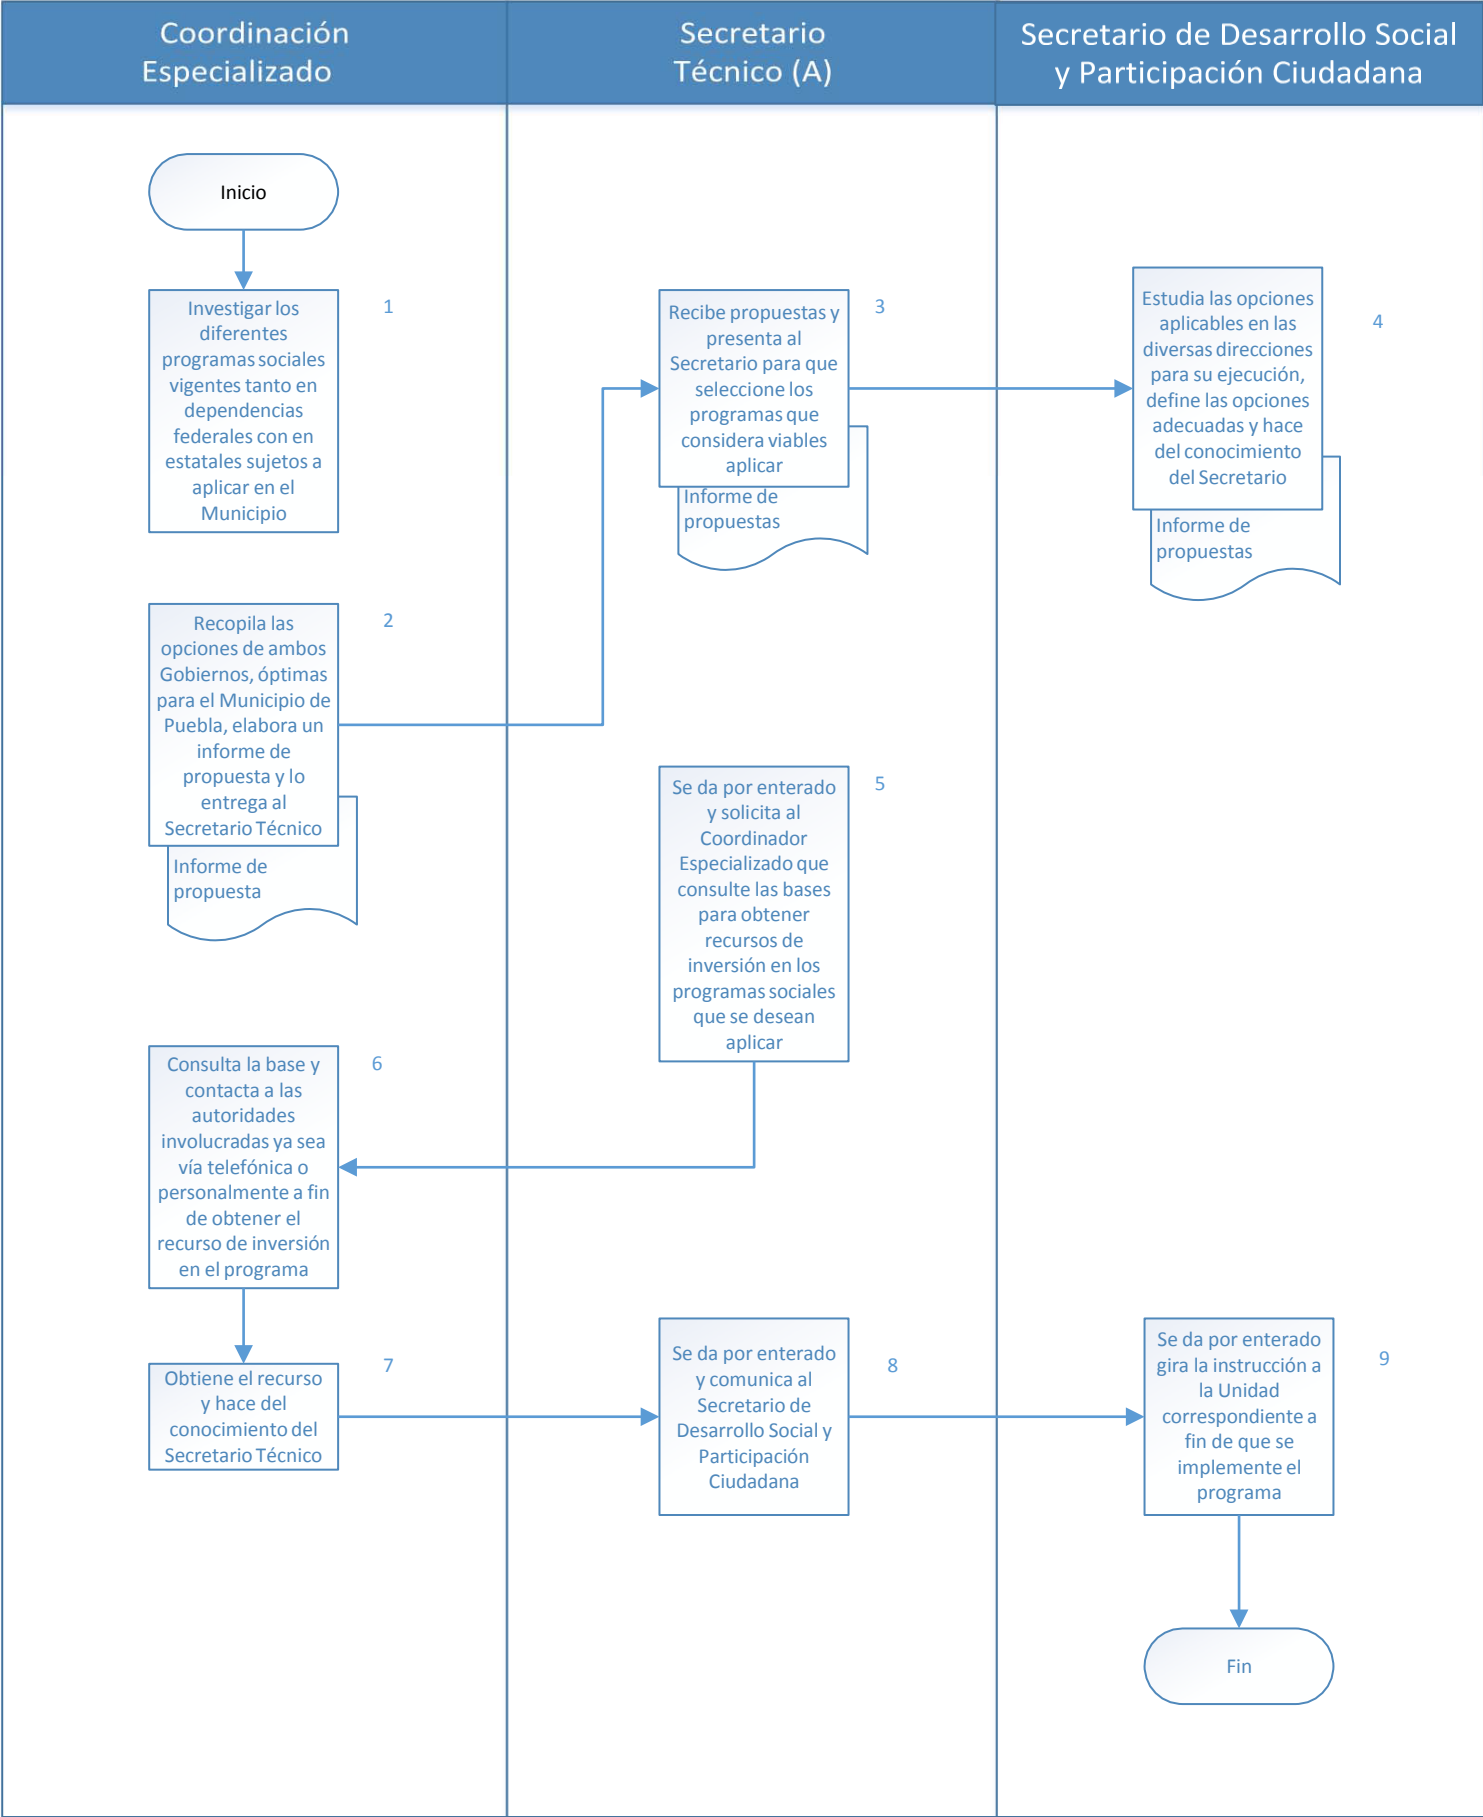 Coordinación
Especializado
Secretario
Técnico (A)
Secretario de Desarrollo Social
y Participación Ciudadana
Inicio
Investigar los
diferentes
programas sociales
vigentes tanto en
dependencias
federales con en
estatales sujetos a
aplicar en el
Municipio
1
Recopila las
opciones de ambos
Gobiernos, óptimas
para el Municipio de
Puebla, elabora un
informe de
propuesta y lo
entrega al
Secretario Técnico
2
Informe de
propuesta
Recibe propuestas y
presenta al
Secretario para que
seleccione los
programas que
considera viables
aplicar
3
Informe de
propuestas
Estudia las opciones
aplicables en las
diversas direcciones
para su ejecución,
define las opciones
adecuadas y hace
del conocimiento
del Secretario
4
Informe de
propuestas
Se da por enterado
y solicita al
Coordinador
Especializado que
consulte las bases
para obtener
recursos de
inversión en los
programas sociales
que se desean
aplicar
5
Consulta la base y
contacta a las
autoridades
involucradas ya sea
vía telefónica o
personalmente a fin
de obtener el
recurso de inversión
en el programa
6
Obtiene el recurso
y hace del
conocimiento del
Secretario Técnico
7
Se da por enterado
y comunica al
Secretario de
Desarrollo Social y
Participación
Ciudadana
8
Se da por enterado
gira la instrucción a
la Unidad
correspondiente a
fin de que se
implemente el
programa
9
Fin